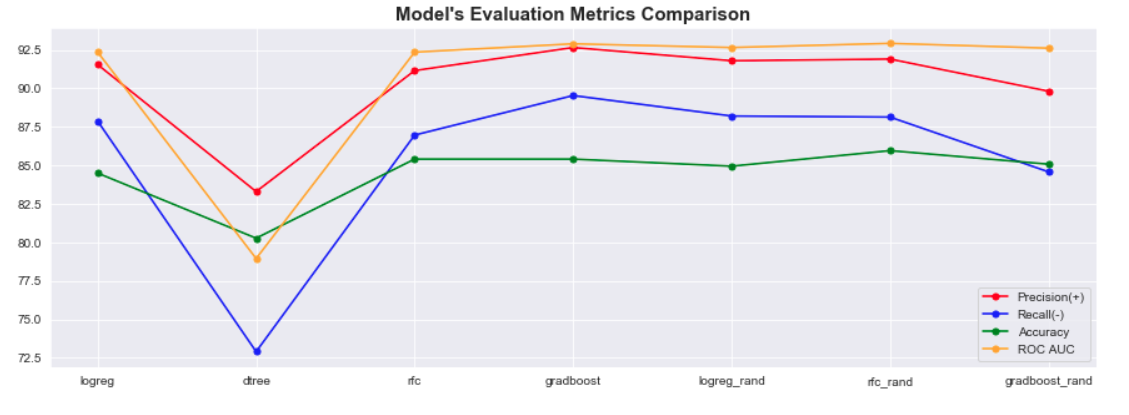 Model's Evaluation Metrics Comparison
92.5
90.0
87.5
85.0
82.5
80.0
77.5
75.0
72.5
Precision(+)
Recall(-)
Accuracy
ROC AUC
logreg dtree rfc gradboost logreg_rand rfc_rand gradboost_rand